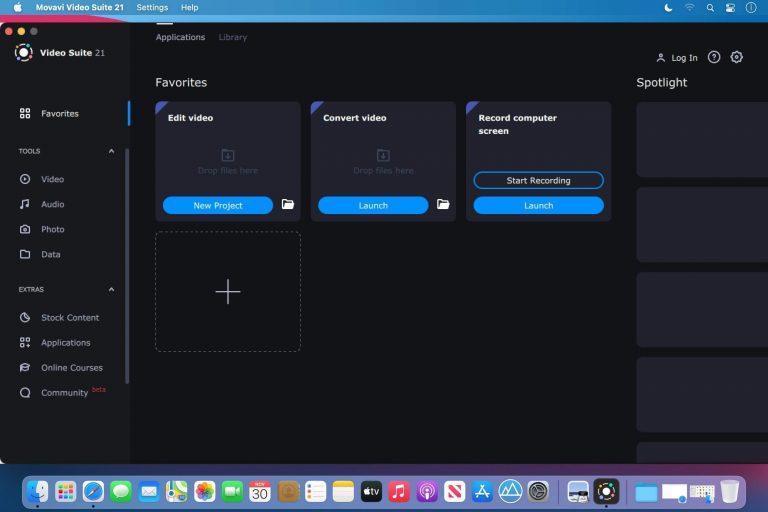 Movavi Video Suite 21 Settings Help
Applications Library
Video Suite 21
Log In
Favorites
Spotlight
Favorites
TOOLS
Video
Audio
Photo
Data
EXTRAS
Stock Content
Applications
Online Courses
Community beta
Edit video
Drop files here
New Project
Convert video
Drop files here
Launch
Record computer
screen
Start Recording
Launch
NOV
30
tv